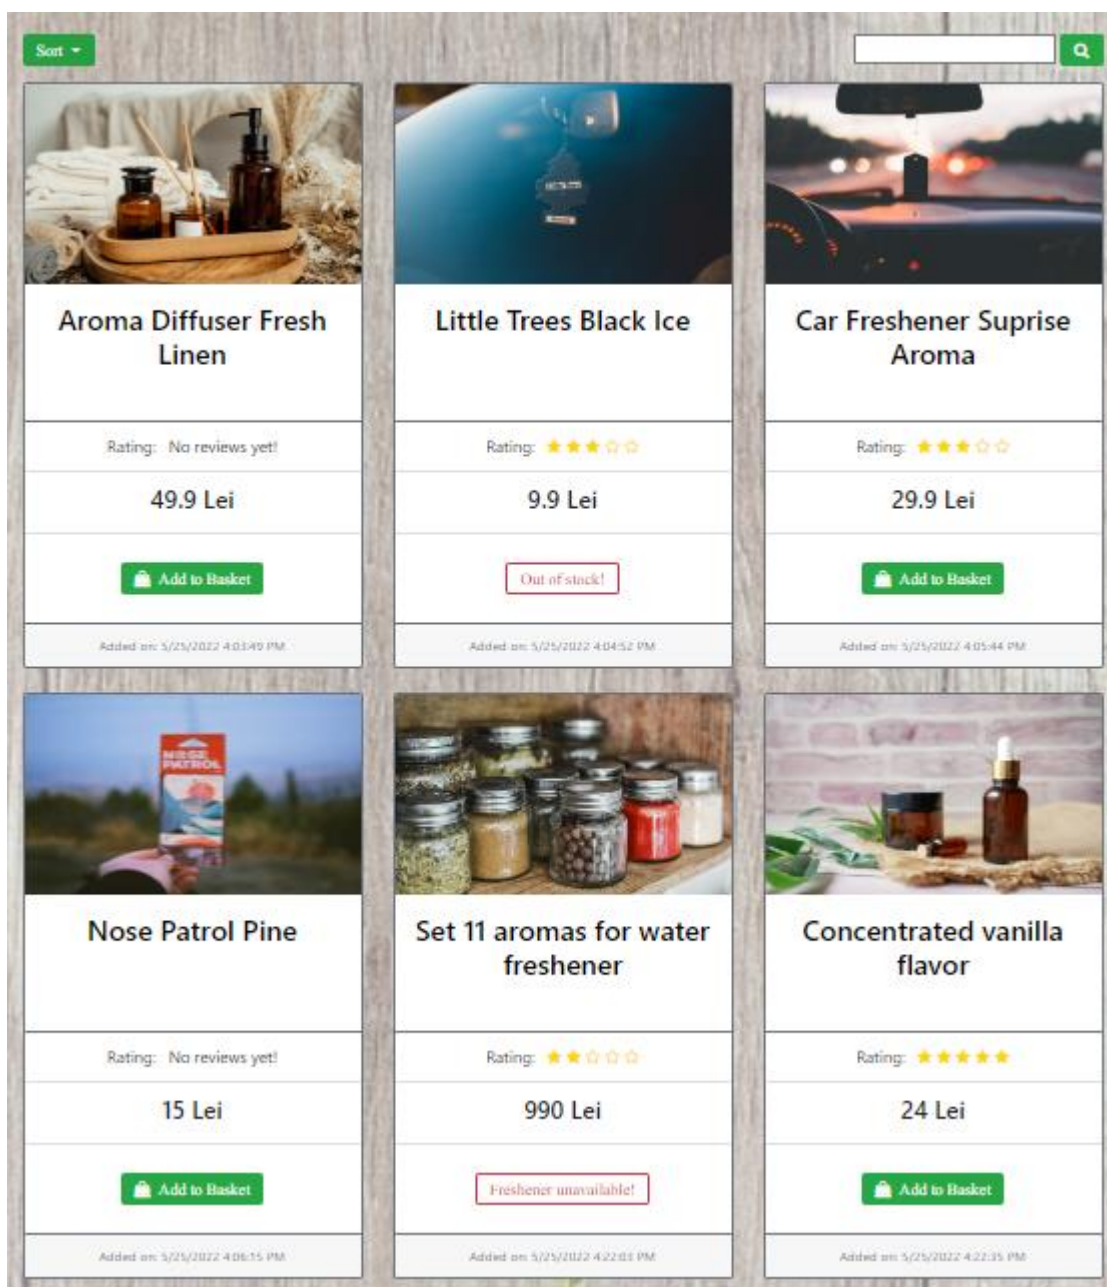 Sort
Aroma Diffuser Fresh
Linen
Rating: No reviews yet!
49.9 Lei
Add to Basket
Added on: 5/25/2022 4:03:49 PM
Little Trees Black Ice
Rating:
9.9 Lei
Out of stock!
Added on: 5/25/2022 4:04:52 PM
Car Freshener Suprise
Aroma
Rating:
29.9 Lei
Add to Basket
Added on: 5/25/2022 4:05:44 PM
NOSE
PATROL
Nose Patrol Pine
Rating: No reviews yet!
15 Lei
Add to Basket
Added on: 5/25/2022 4:06:15 PM
Set 11 aromas for water
freshener
Rating:
990 Lei
Freshener unavailable!
Added on: 5/25/2022 4:22:03 PM
Concentrated vanilla
flavor
Rating:
24 Lei
Add to Basket
Added on: 5/25/2022 4:22:35 PM